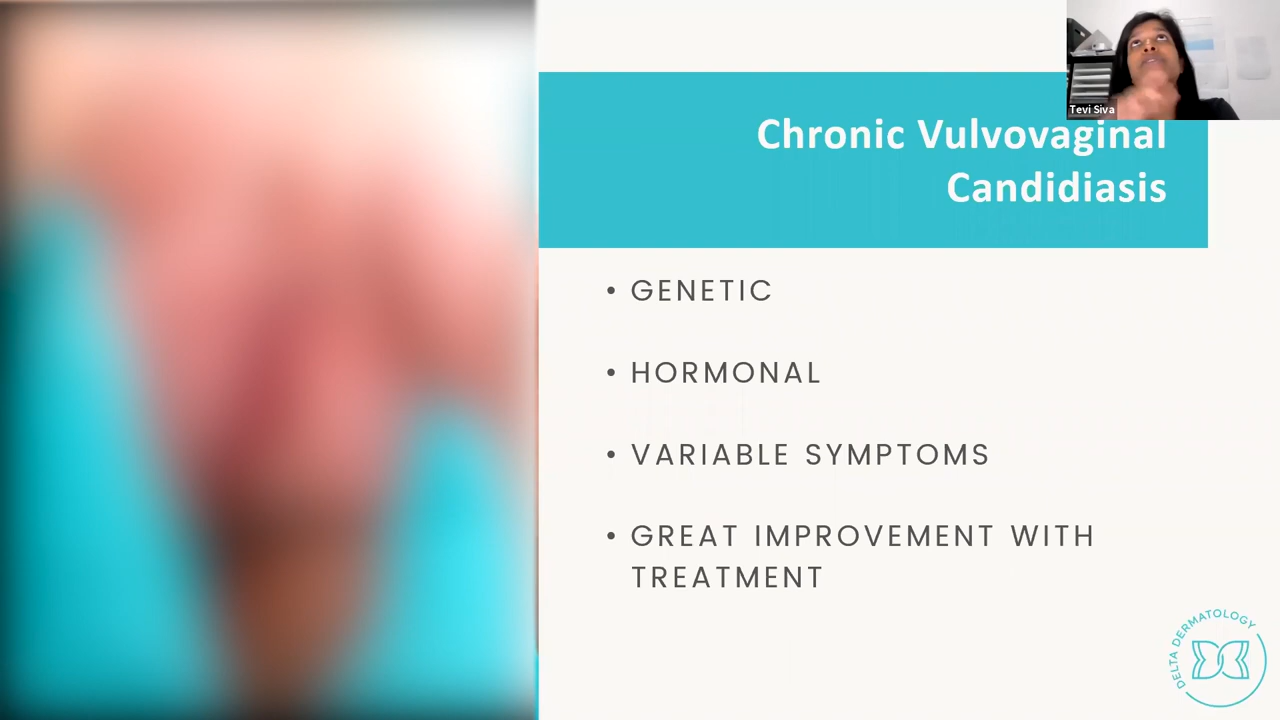 Tevi Siva
Chronic Vulvovaginal
Candidiasis
• GENETIC
• HORMONAL
• VARIABLE SYMPTOMS
• GREAT IMPROVEMENT WITH
TREATMENT
DELTA DERMATOLOGY